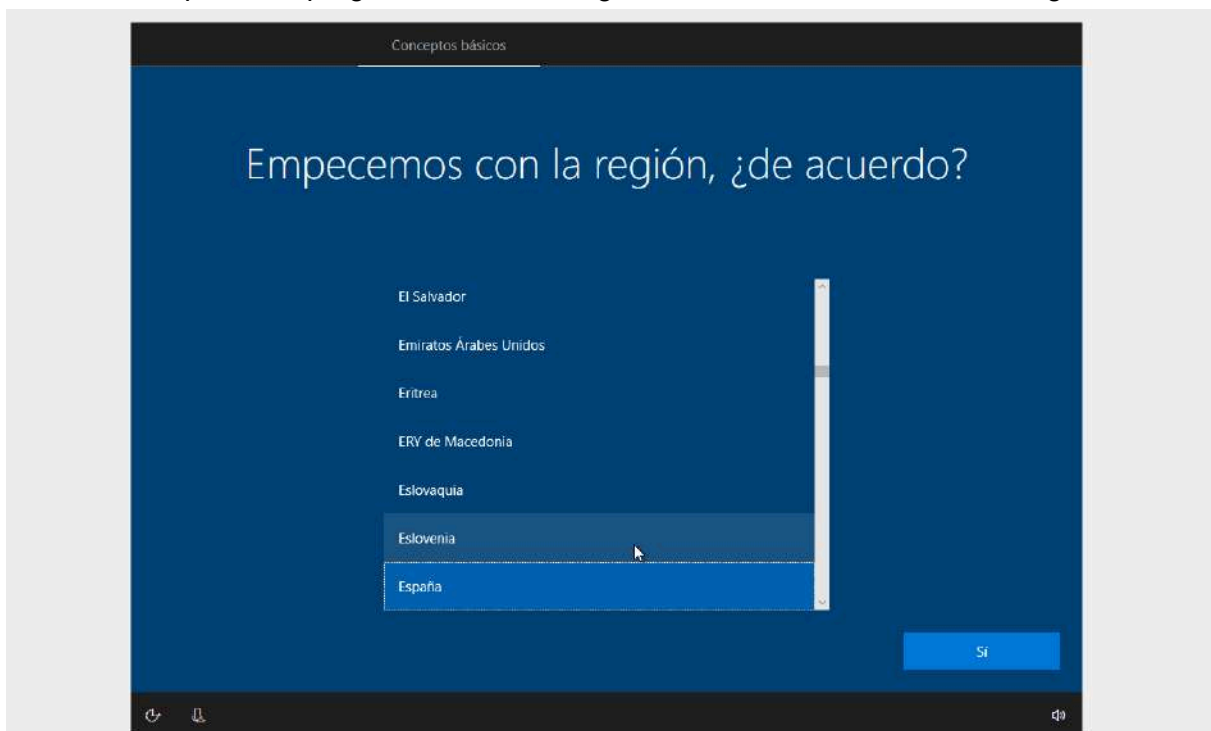 Conceptos básicos
Empecemos con la región, ¿de acuerdo?
El Salvador
Emiratos Árabes Unidos
Eritrea
ERY de Macedonia
Eslovaquia
Eslovenia
España
Sí